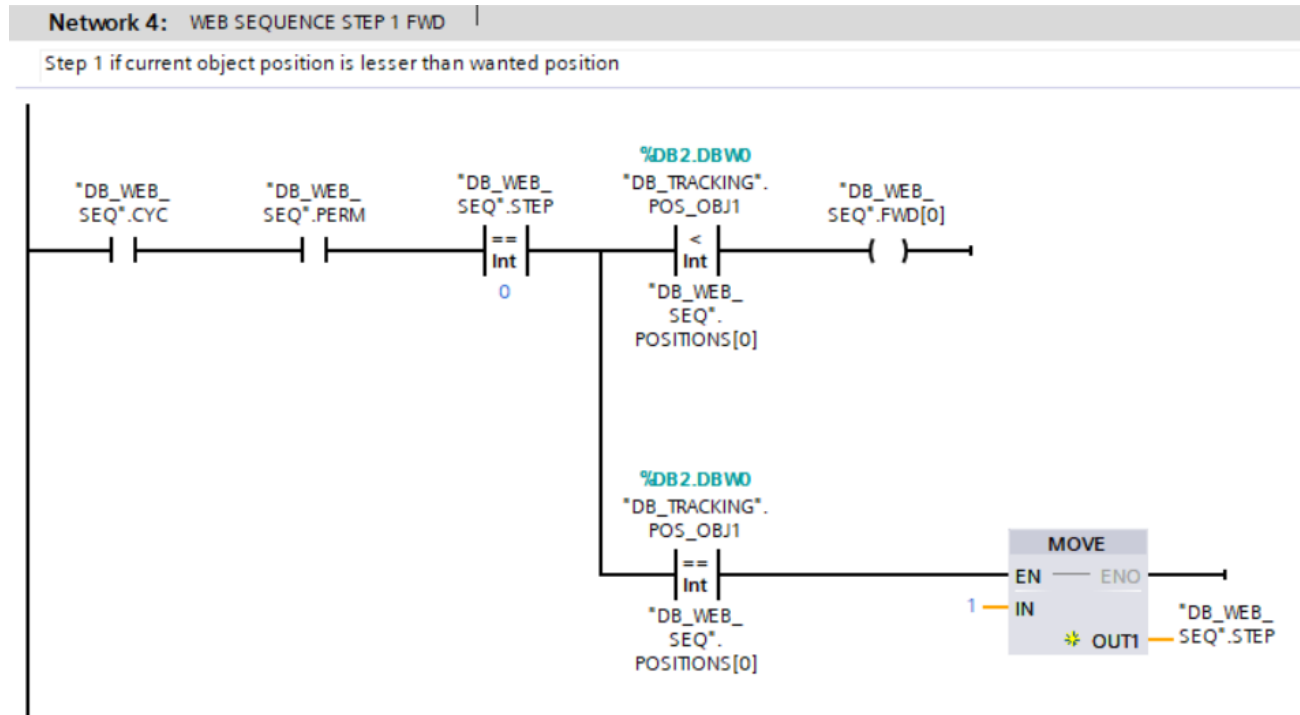 Network 4: WEB SEQUENCE STEP 1 FWD
Step 1 if current object position is lesser than wanted position
"DB_WEB_
SEQ".CYC
"DB_WEB_
SEQ".PERM
"DB_WEB_
SEQ".STEP
==
Int
0
%DB2.DBW0
"DB_TRACKING".
POS_OBJ1
<
Int
"DB_WEB_
SEQ".
POSITIONS[0]
"DB_WEB_
SEQ".FWD[0]
( )
%DB2.DBW0
"DB_TRACKING".
POS_OBJ1
==
Int
"DB_WEB_
SEQ".
POSITIONS[0]
MOVE
EN ENO
1 IN
OUT1
"DB_WEB_
SEQ".STEP